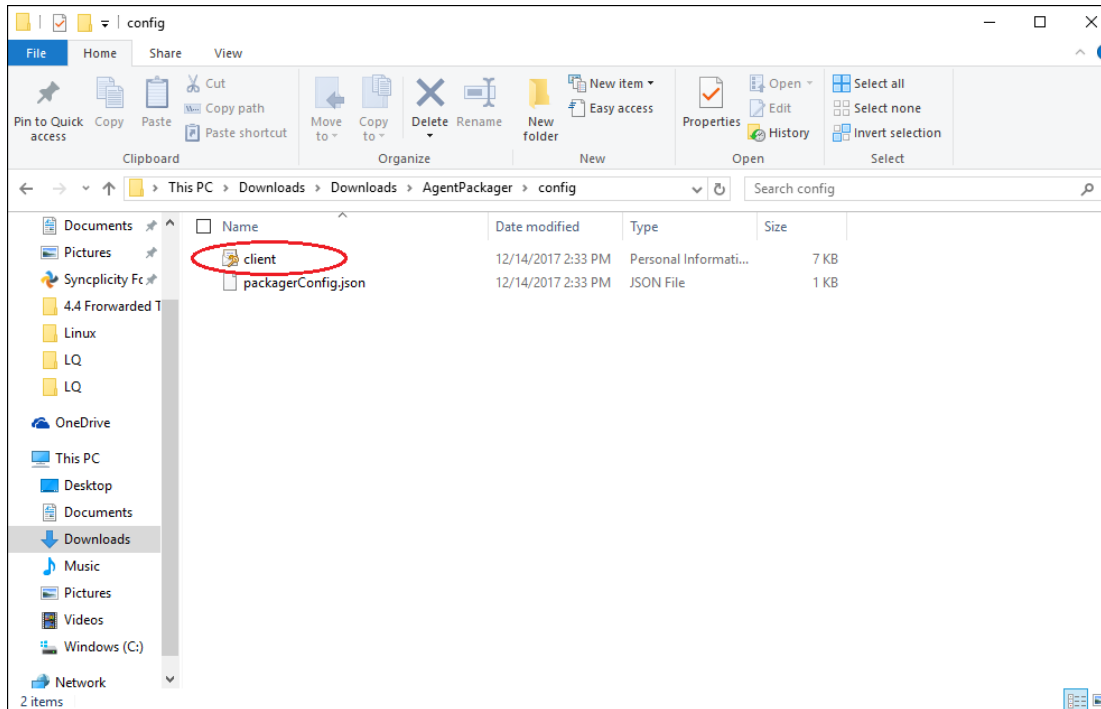 config
File Home Share View
Pin to Quick access
Copy
Paste
Cut
Copy path
Paste shortcut
Clipboard
Move to
Copy to
Delete
Rename
Organize
New folder
New item
Easy access
New
Properties
Open
Edit
History
Open
Select all
Select none
Invert selection
Select
This PC > Downloads > Downloads > AgentPackager > config
Search config
Name Date modified Type Size
client 12/14/2017 2:33 PM Personal Informati... 7 KB
packagerConfig.json 12/14/2017 2:33 PM JSON File 1 KB
Documents
Pictures
Syncplicity Fc
4.4 Frorwarded T
Linux
LQ
LQ
OneDrive
This PC
Desktop
Documents
Downloads
Music
Pictures
Videos
Windows (C:)
Network
2 items